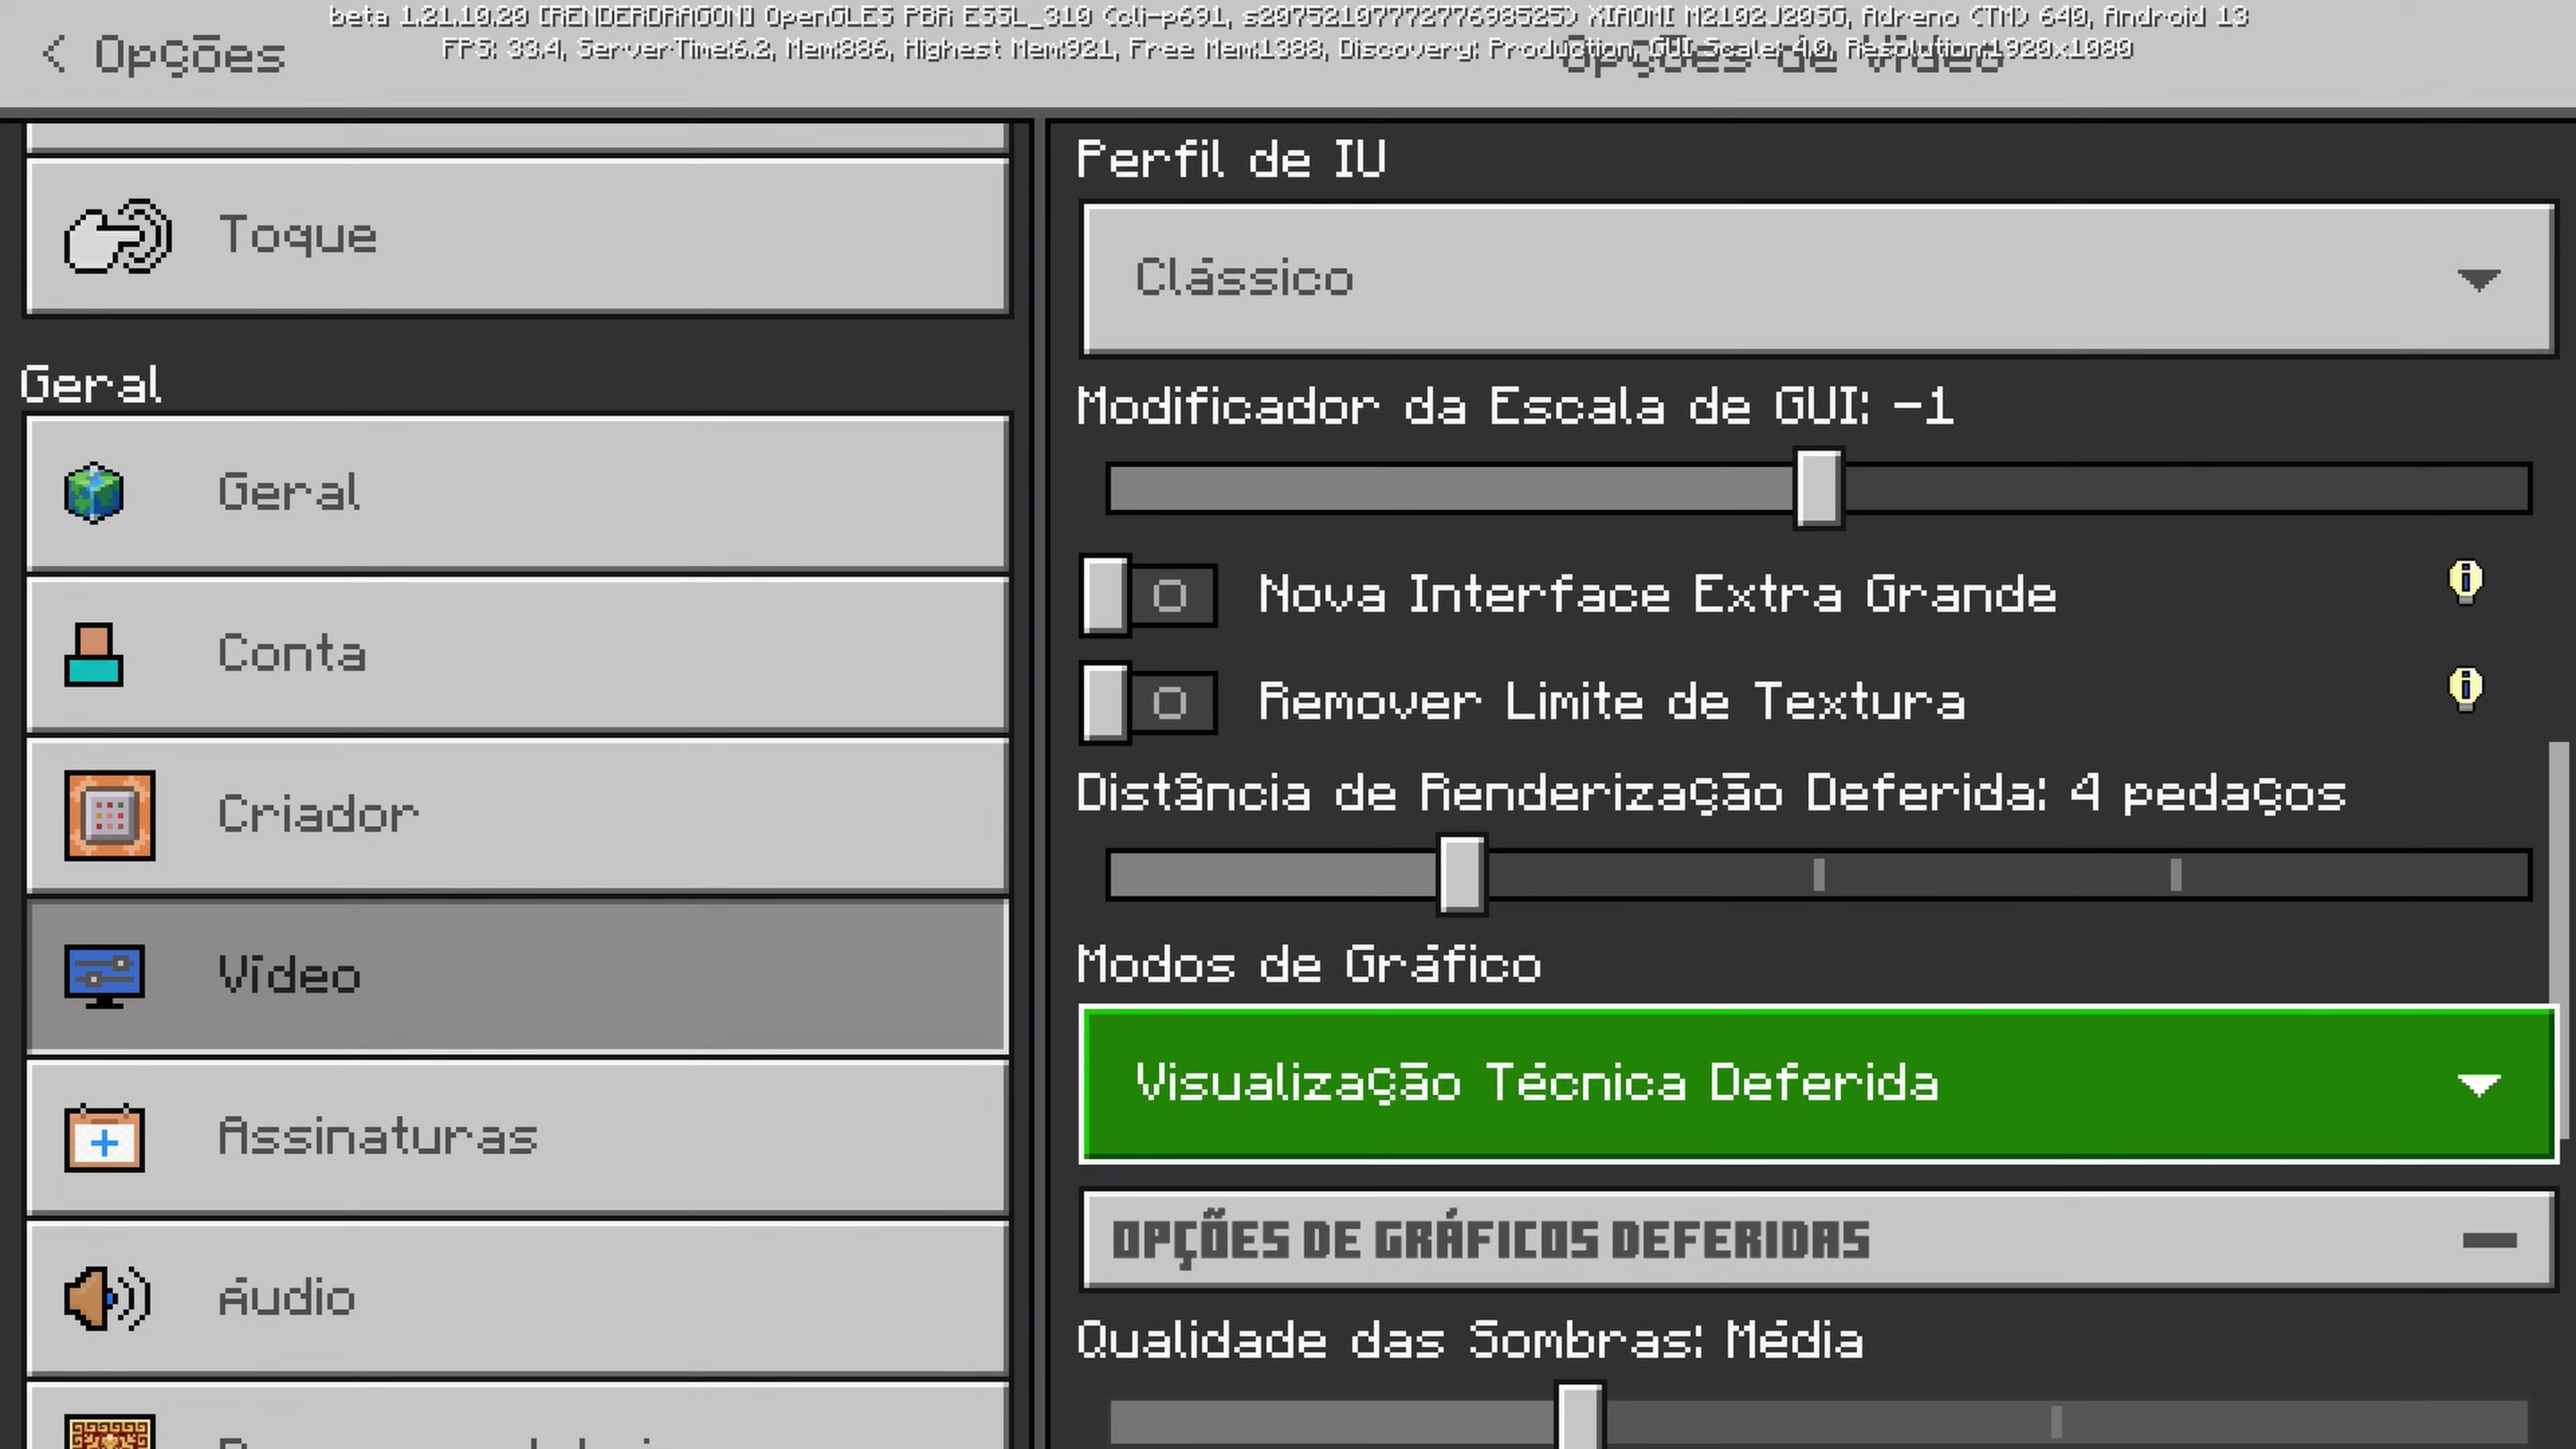 beta 1.21.10.20 [RENDERDRAGON] OpenGLES PBR ESSL_310 (oli-p691, s2075210777277698525) XIAOMI M2102J20SG, Adreno (TM) 640, Android 13
FPS: 33.4, ServerTime:6.2, Mem:886, Highest Mem:921, Free Mem:1388, Discovery: Production, GUI Scale: 4.0, Resolution:1920x1080
< Opções
Opções de Vídeo
Toque
Geral
Geral
Conta
Criador
Vídeo
Assinaturas
Áudio
Perfil de IU
Clássico
Modificador da Escala de GUI: -1
Nova Interface Extra Grande
Remover Limite de Textura
Distância de Renderização Deferida: 4 pedaços
Modos de Gráfico
Visualização Técnica Deferida
OPÇÕES DE GRÁFICOS DEFERIDAS
Qualidade das Sombras: Média